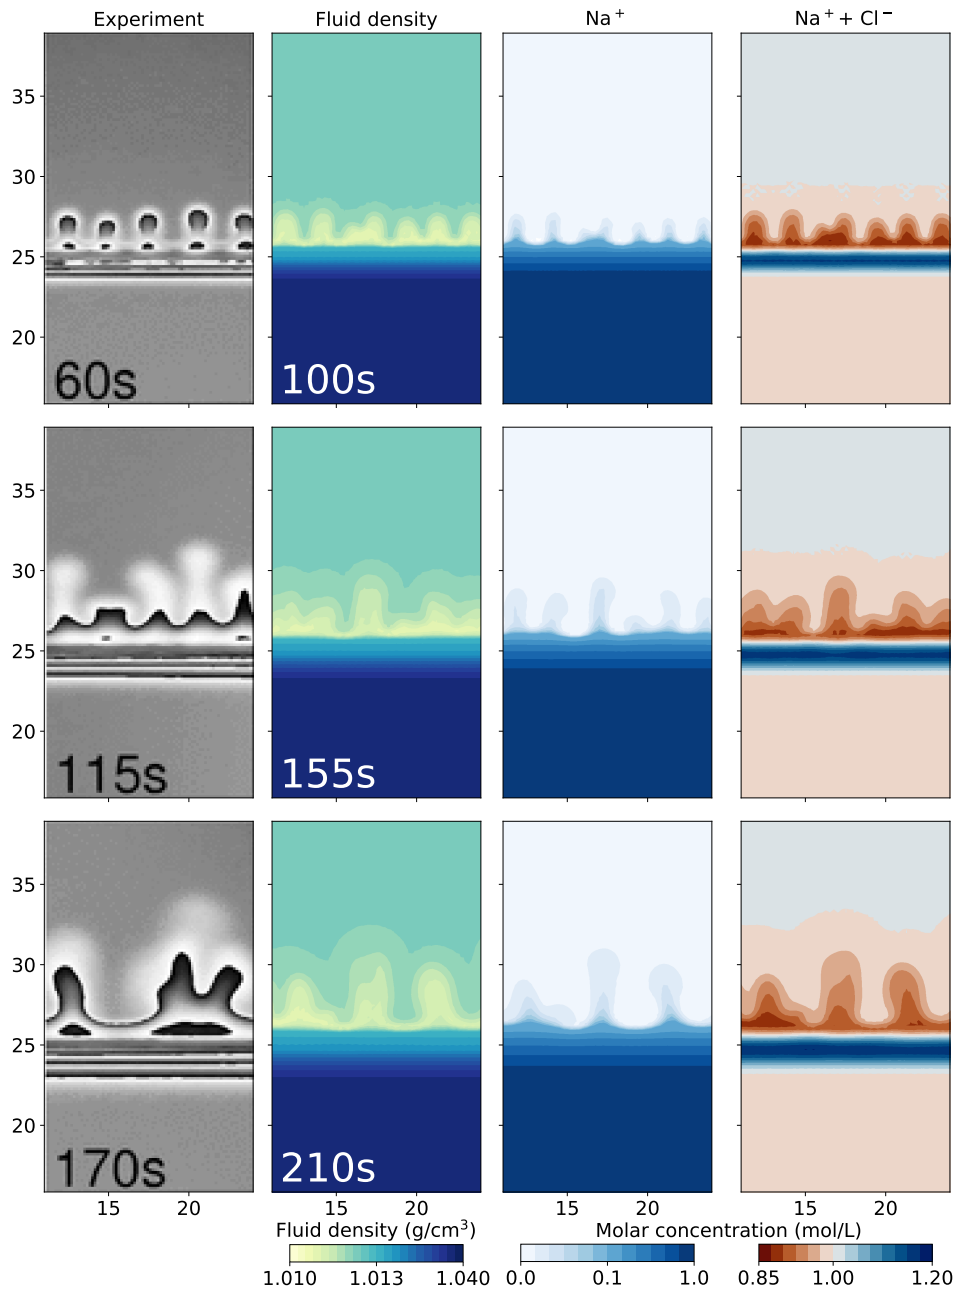 Experiment Fluid density Na⁺ Na⁺ + Cl⁻
35
30
25
20
60s 100s
35
30
25
20
115s 155s
35
30
25
20
170s 210s
15 20 15 20 15 20 15 20
Fluid density (g/cm³) Molar concentration (mol/L)
1.010 1.013 1.040 0.0 0.1 1.0 0.85 1.00 1.20